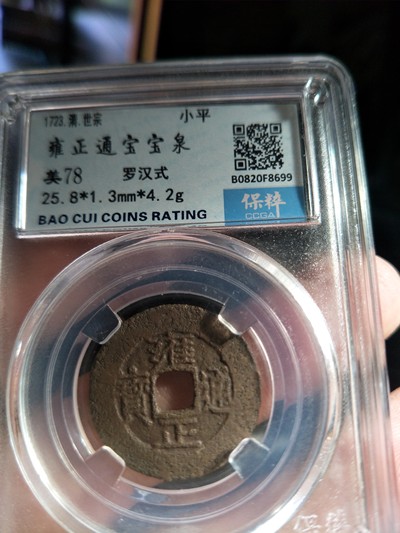 1723.清.世宗
小平
雍正通宝宝泉
美78
罗汉式
25.8*1.3mm*4.2g
BAO CUI COINS RATING
B0820F8699
保粹
CCGA
雍正通寶